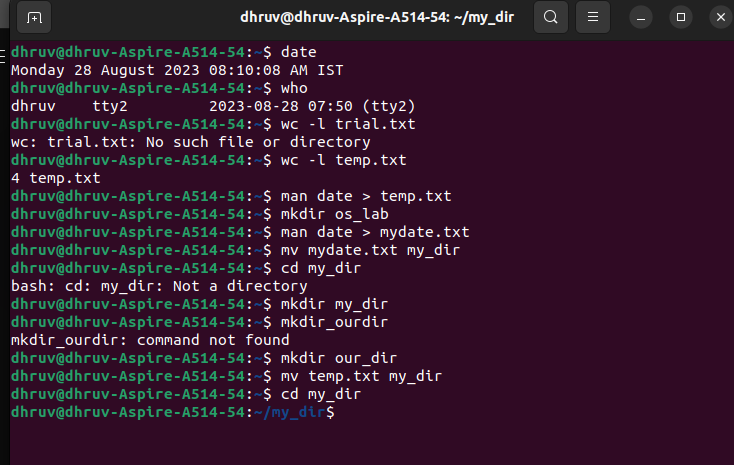 dhruv@dhruv-Aspire-A514-54: ~/my_dir
dhruv@dhruv-Aspire-A514-54:~$ date
Monday 28 August 2023 08:10:08 AM IST
dhruv@dhruv-Aspire-A514-54:~$ who
dhruv    tty2         2023-08-28 07:50 (tty2)
dhruv@dhruv-Aspire-A514-54:~$ wc -l trial.txt
wc: trial.txt: No such file or directory
dhruv@dhruv-Aspire-A514-54:~$ wc -l temp.txt
4 temp.txt
dhruv@dhruv-Aspire-A514-54:~$ man date > temp.txt
dhruv@dhruv-Aspire-A514-54:~$ mkdir os_lab
dhruv@dhruv-Aspire-A514-54:~$ man date > mydate.txt
dhruv@dhruv-Aspire-A514-54:~$ mv mydate.txt my_dir
dhruv@dhruv-Aspire-A514-54:~$ cd my_dir
bash: cd: my_dir: Not a directory
dhruv@dhruv-Aspire-A514-54:~$ mkdir my_dir
dhruv@dhruv-Aspire-A514-54:~$ mkdir_ourdir
mkdir_ourdir: command not found
dhruv@dhruv-Aspire-A514-54:~$ mkdir our_dir
dhruv@dhruv-Aspire-A514-54:~$ mv temp.txt my_dir
dhruv@dhruv-Aspire-A514-54:~$ cd my_dir
dhruv@dhruv-Aspire-A514-54:~/my_dir$